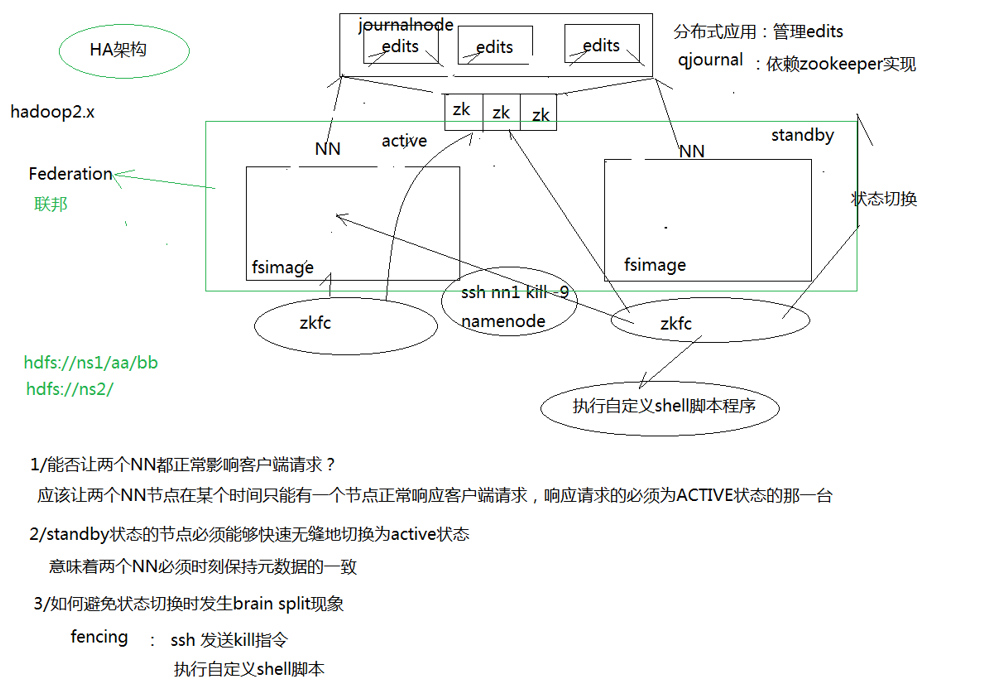 HA架构
journalnode
edits
edits
edits
分布式应用：管理edits
qjournal ：依赖zookeeper实现
hadoop2.x
zk
zk
zk
NN
active
NN
standby
Federation
联邦
状态切换
fsimage
fsimage
zkfc
ssh nn1 kill -9
namenode
zkfc
hdfs://ns1/aa/bb
hdfs://ns2/
执行自定义shell脚本程序
1/能否让两个NN都正常影响客户端请求？
应该让两个NN节点在某个时间只能有一个节点正常响应客户端请求，响应请求的必须为ACTIVE状态的那一台
2/standby状态的节点必须能够快速无缝地切换为active状态
意味着两个NN必须时刻保持元数据的一致
3/如何避免状态切换时发生brain split现象
fencing ： ssh 发送kill指令
执行自定义shell脚本